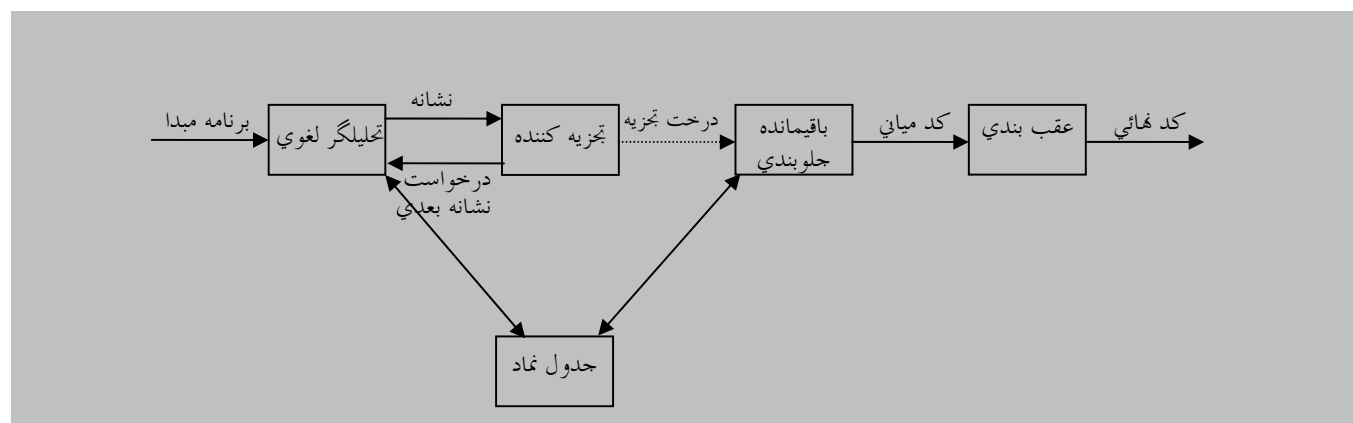 برنامه مبدا
تحليلگر لغوي
نشانه
درخواست
نشانه بعدي
تجزيه كننده
درخت تجزيه
باقيمانده
جلوبندي
كد مياني
عقب بندي
كد نهائي
جدول نماد